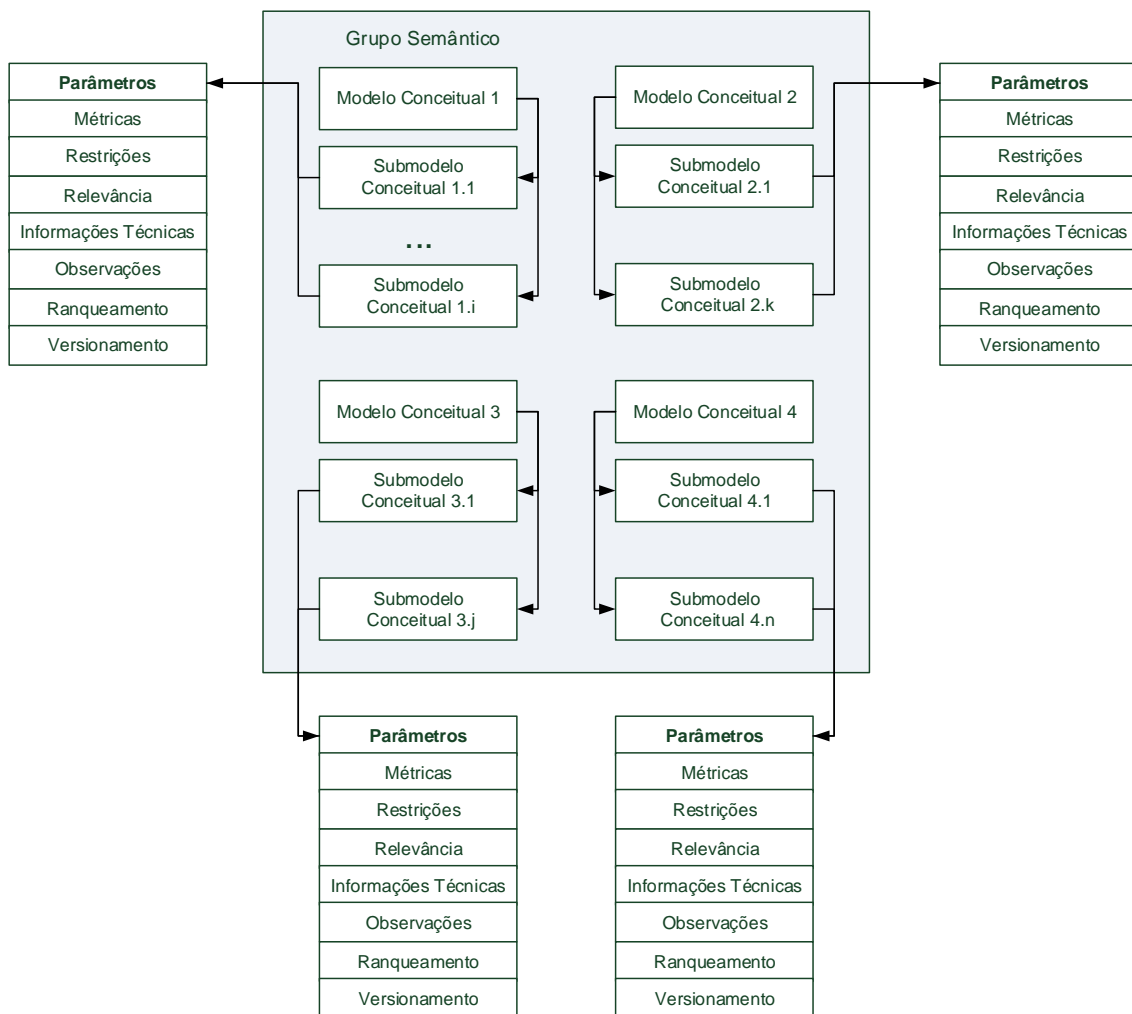 Grupo Semântico
Parâmetros
Métricas
Restrições
Relevância
Informações Técnicas
Observações
Ranqueamento
Versionamento
Modelo Conceitual 1
Submodelo
Conceitual 1.1
...
Submodelo
Conceitual 1.i
Modelo Conceitual 2
Submodelo
Conceitual 2.1
Submodelo
Conceitual 2.k
Parâmetros
Métricas
Restrições
Relevância
Informações Técnicas
Observações
Ranqueamento
Versionamento
Modelo Conceitual 3
Submodelo
Conceitual 3.1
Submodelo
Conceitual 3.j
Modelo Conceitual 4
Submodelo
Conceitual 4.1
Submodelo
Conceitual 4.n
Parâmetros
Métricas
Restrições
Relevância
Informações Técnicas
Observações
Ranqueamento
Versionamento
Parâmetros
Métricas
Restrições
Relevância
Informações Técnicas
Observações
Ranqueamento
Versionamento